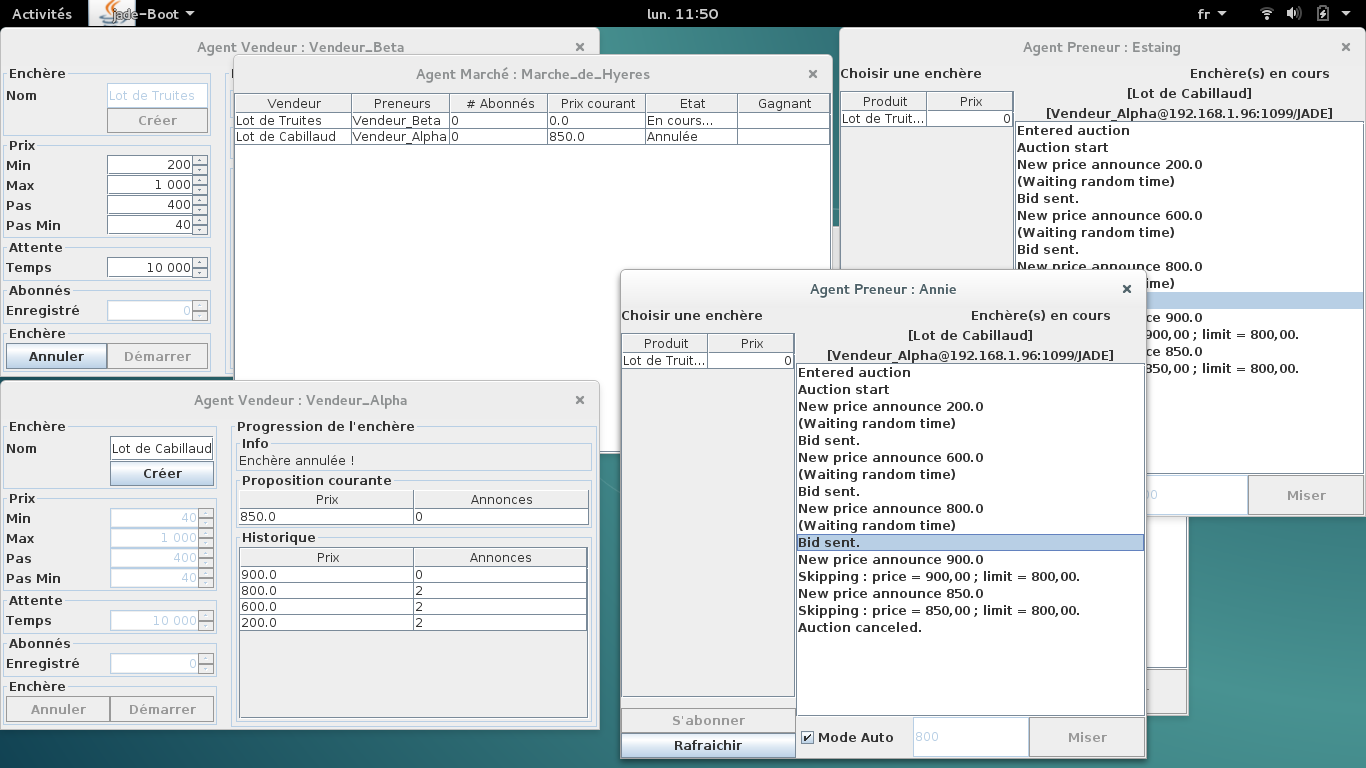 Activités jade-Boot lun. 11:50 fr
Agent Vendeur : Vendeur_Beta
Enchère
Nom Lot de Truites
Créer
Prix
Min 200
Max 1 000
Pas 400
Pas Min 40
Attente
Temps 10 000
Abonnés
Enregistré 0
Enchère
Annuler Démarrer
Agent Marché : Marche_de_Hyeres
Vendeur Preneurs # Abonnés Prix courant Etat Gagnant
Lot de Truites Vendeur_Beta 0 0.0 En cours...
Lot de Cabillaud Vendeur_Alpha 0 850.0 Annulée
Agent Preneur : Estaing
Choisir une enchère Enchère(s) en cours
Produit Prix
Lot de Truit... 0
[Lot de Cabillaud]
[Vendeur_Alpha@192.168.1.96:1099/JADE]
Entered auction
Auction start
New price announce 200.0
(Waiting random time)
Bid sent.
New price announce 600.0
(Waiting random time)
Bid sent.
New price announce 800.0
ime)
ce 900.0
900,00 ; limit = 800,00.
ce 850.0
850,00 ; limit = 800,00.
Miser
Agent Vendeur : Vendeur_Alpha
Enchère
Nom Lot de Cabillaud
Créer
Prix
Min 40
Max 1 000
Pas 400
Pas Min 40
Attente
Temps 10 000
Abonnés
Enregistré 0
Enchère
Annuler Démarrer
Progression de l'enchère
Info
Enchère annulée !
Proposition courante
Prix Annonces
850.0 0
Historique
Prix Annonces
900.0 0
800.0 2
600.0 2
200.0 2
Agent Preneur : Annie
Choisir une enchère Enchère(s) en cours
Produit Prix
Lot de Truit... 0
[Lot de Cabillaud]
[Vendeur_Alpha@192.168.1.96:1099/JADE]
Entered auction
Auction start
New price announce 200.0
(Waiting random time)
Bid sent.
New price announce 600.0
(Waiting random time)
Bid sent.
New price announce 800.0
(Waiting random time)
Bid sent.
New price announce 900.0
Skipping : price = 900,00 ; limit = 800,00.
New price announce 850.0
Skipping : price = 850,00 ; limit = 800,00.
Auction canceled.
S'abonner
Rafraichir
Mode Auto 800 Miser